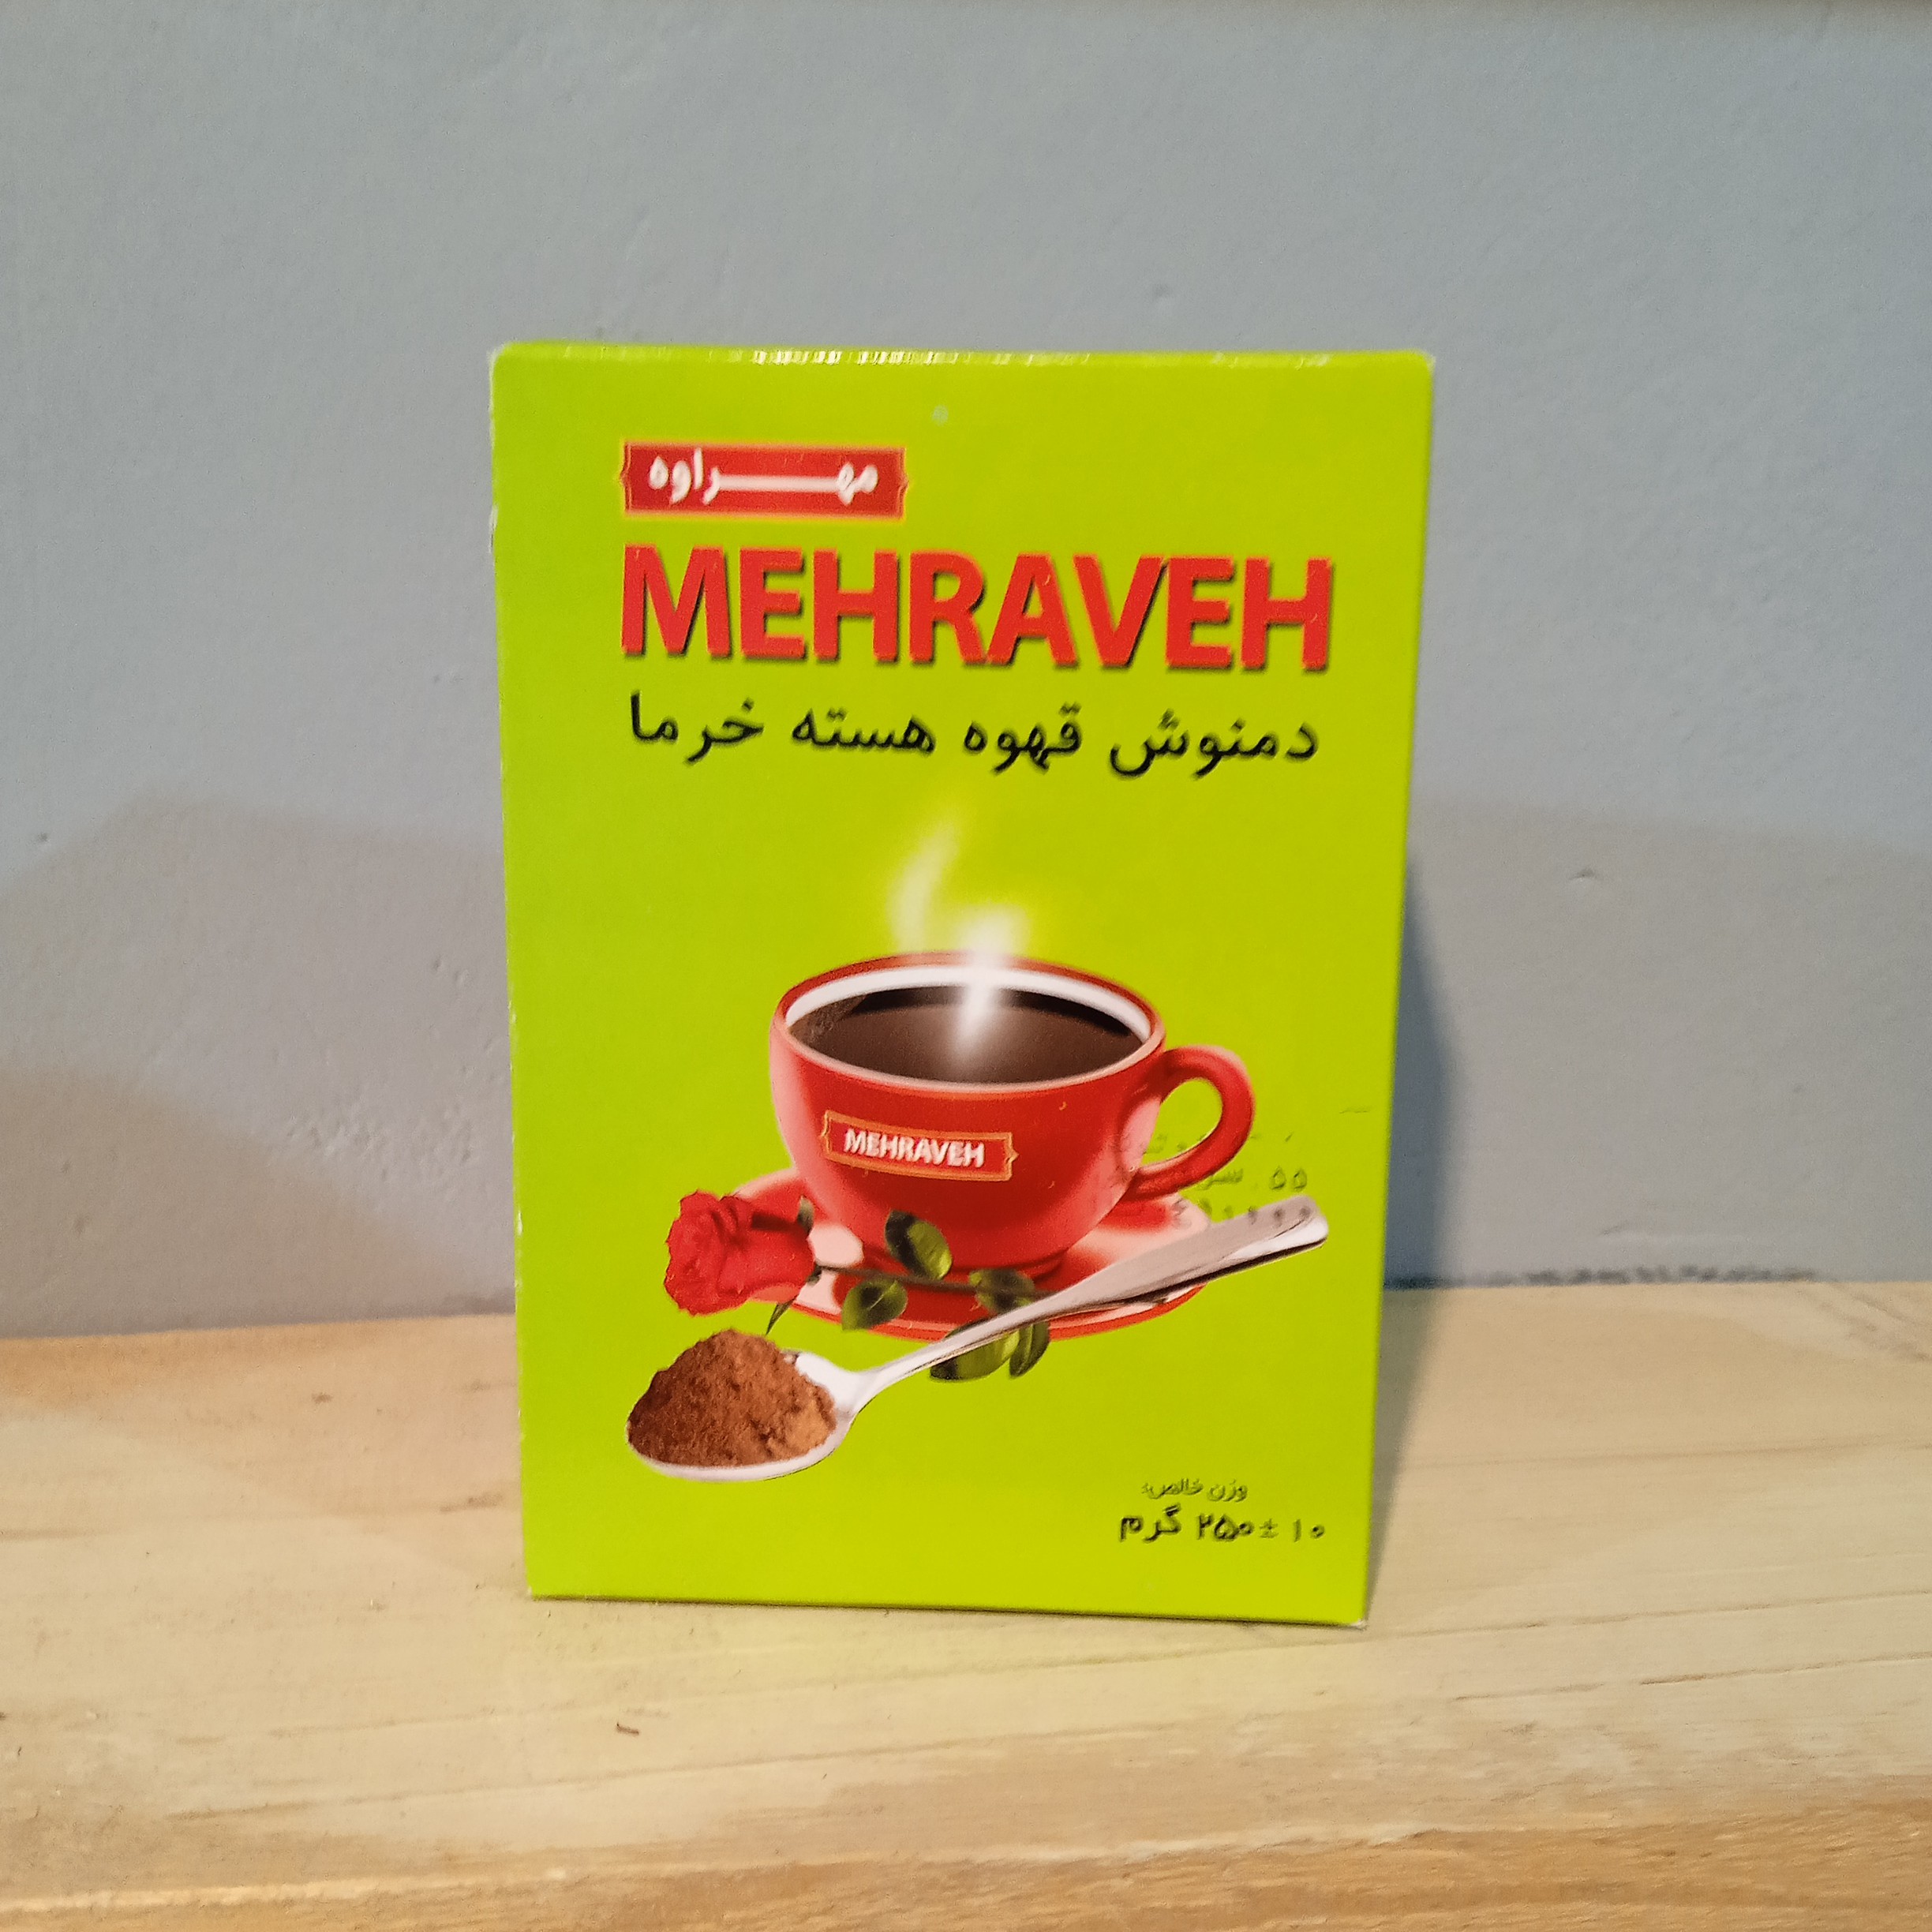 مهراوه
MEHRAVEH
دمنوش قهوه هسته خرما
MEHRAVEH
وزن خالص:
۲۵۰±۱۰ گرم